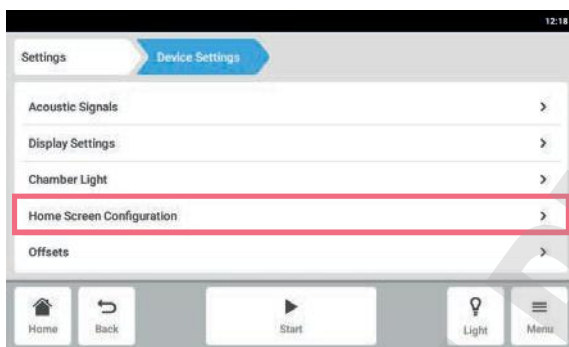 12:18
Settings Device Settings
Acoustic Signals
Display Settings
Chamber Light
Home Screen Configuration
Offsets
Home Back Start Light Menu